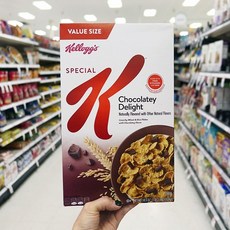 VALUE SIZE
Kellogg's
SPECIAL
K
Chocolatey
Delight
Naturally Flavored with Other Natural Flavors